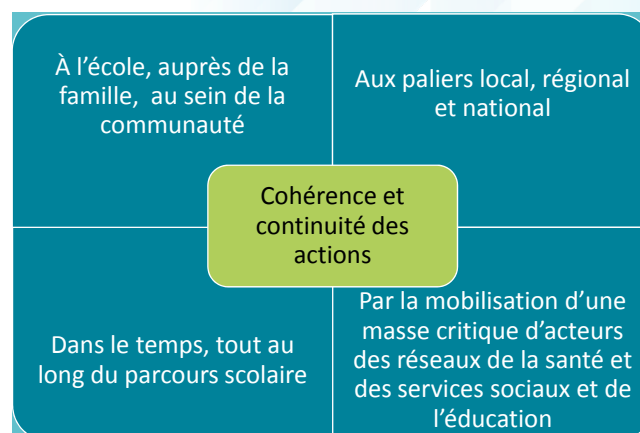 À l’école, auprès de la
famille,  au sein de la
communauté
Aux paliers local, régional
et national
Cohérence et
continuité des
actions
Dans le temps, tout au
long du parcours scolaire
Par la mobilisation d’une
masse critique d’acteurs
des réseaux de la santé et
des services sociaux et de
l’éducation